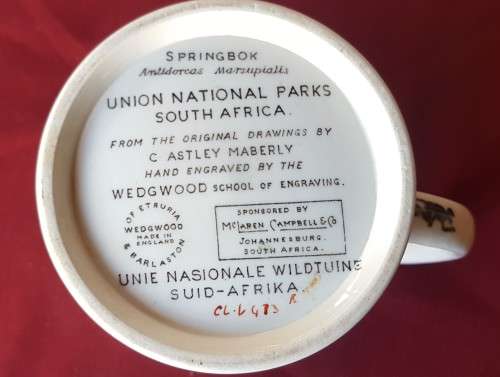 SPRINGBOK
Antidorcas Marsupialis
UNION NATIONAL PARKS
SOUTH AFRICA.
FROM THE ORIGINAL DRAWINGS BY
C ASTLEY MABERLY
HAND ENGRAVED BY THE
WEDGWOOD SCHOOL OF ENGRAVING.
OF ETRURIA
WEDGWOOD
MADE IN
ENGLAND
& BARLASTON
SPONSORED BY
McLAREN, CAMPBELL & Co
JOHANNESBURG.
SOUTH AFRICA.
UNIE NASIONALE WILDTUINE
SUID-AFRIKA